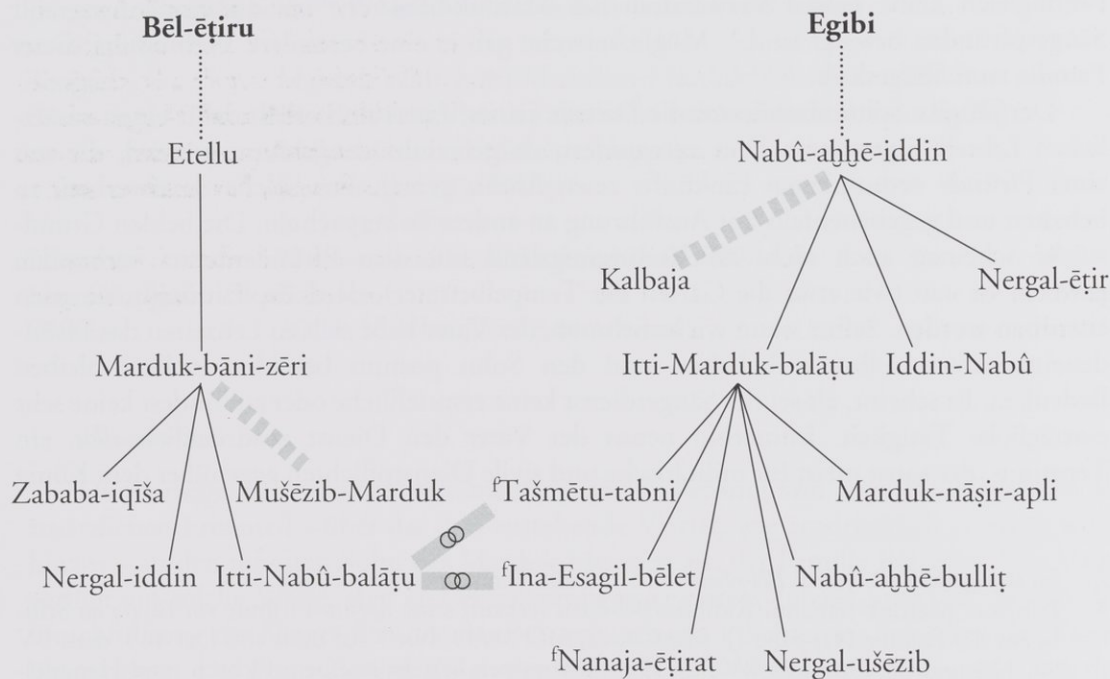 Bēl-ēṭiru Egibi
Etellu Nabû-aḫḫē-iddin
Kalbaja Nergal-ēṭir
Marduk-bāni-zēri Itti-Marduk-balāṭu Iddin-Nabû
Zababa-iqīša Mušēzib-Marduk ᶠTašmētu-tabni Marduk-nāṣir-apli
Nergal-iddin Itti-Nabû-balāṭu ᶠIna-Esagil-bēlet Nabû-aḫḫē-bulliṭ
ᶠNanaja-ēṭirat Nergal-ušēzib